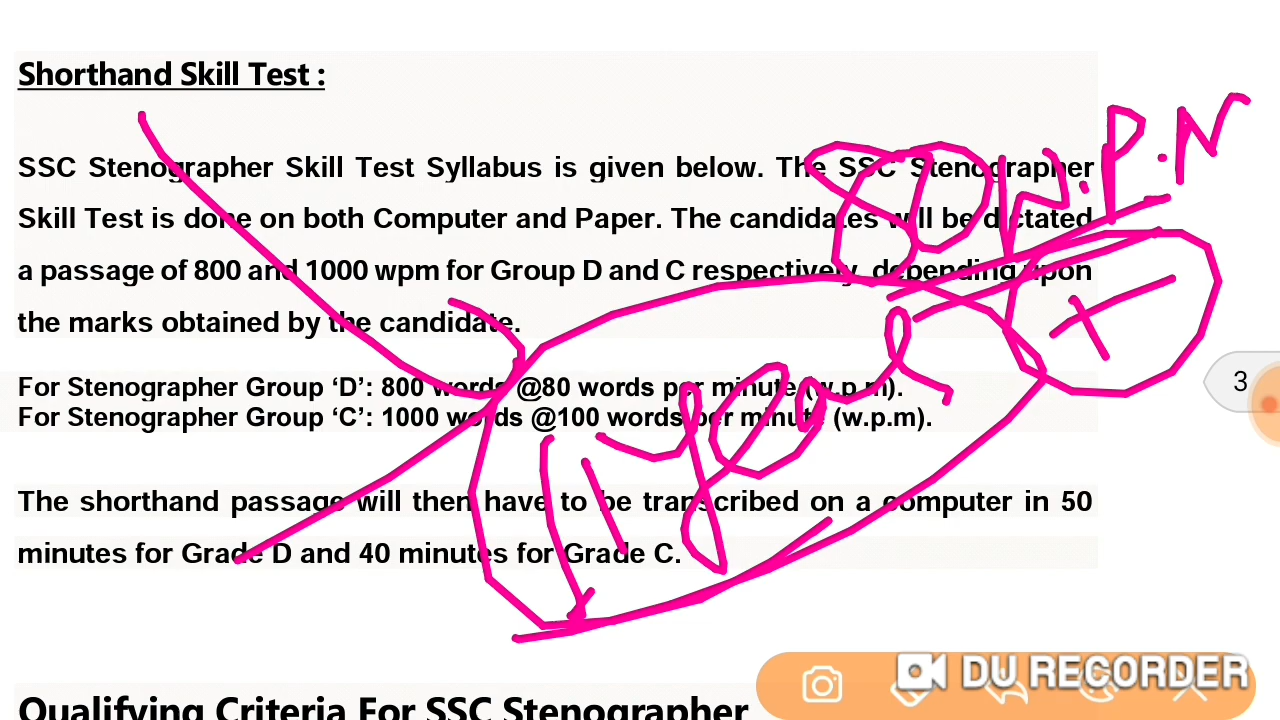 Shorthand Skill Test :
SSC Stenographer Skill Test Syllabus is given below. The SSC Stenographer
Skill Test is done on both Computer and Paper. The candidates will be dictated
a passage of 800 and 1000 wpm for Group D and C respectively, depending upon
the marks obtained by the candidate.
80 W.P.M
For Stenographer Group ‘D’: 800 words @80 words per minute (w.p.m).
For Stenographer Group ‘C’: 1000 words @100 words per minute (w.p.m).
3
The shorthand passage will then have to be transcribed on a computer in 50
minutes for Grade D and 40 minutes for Grade C.
DU RECORDER
Qualifying Criteria For SSC Stenographer